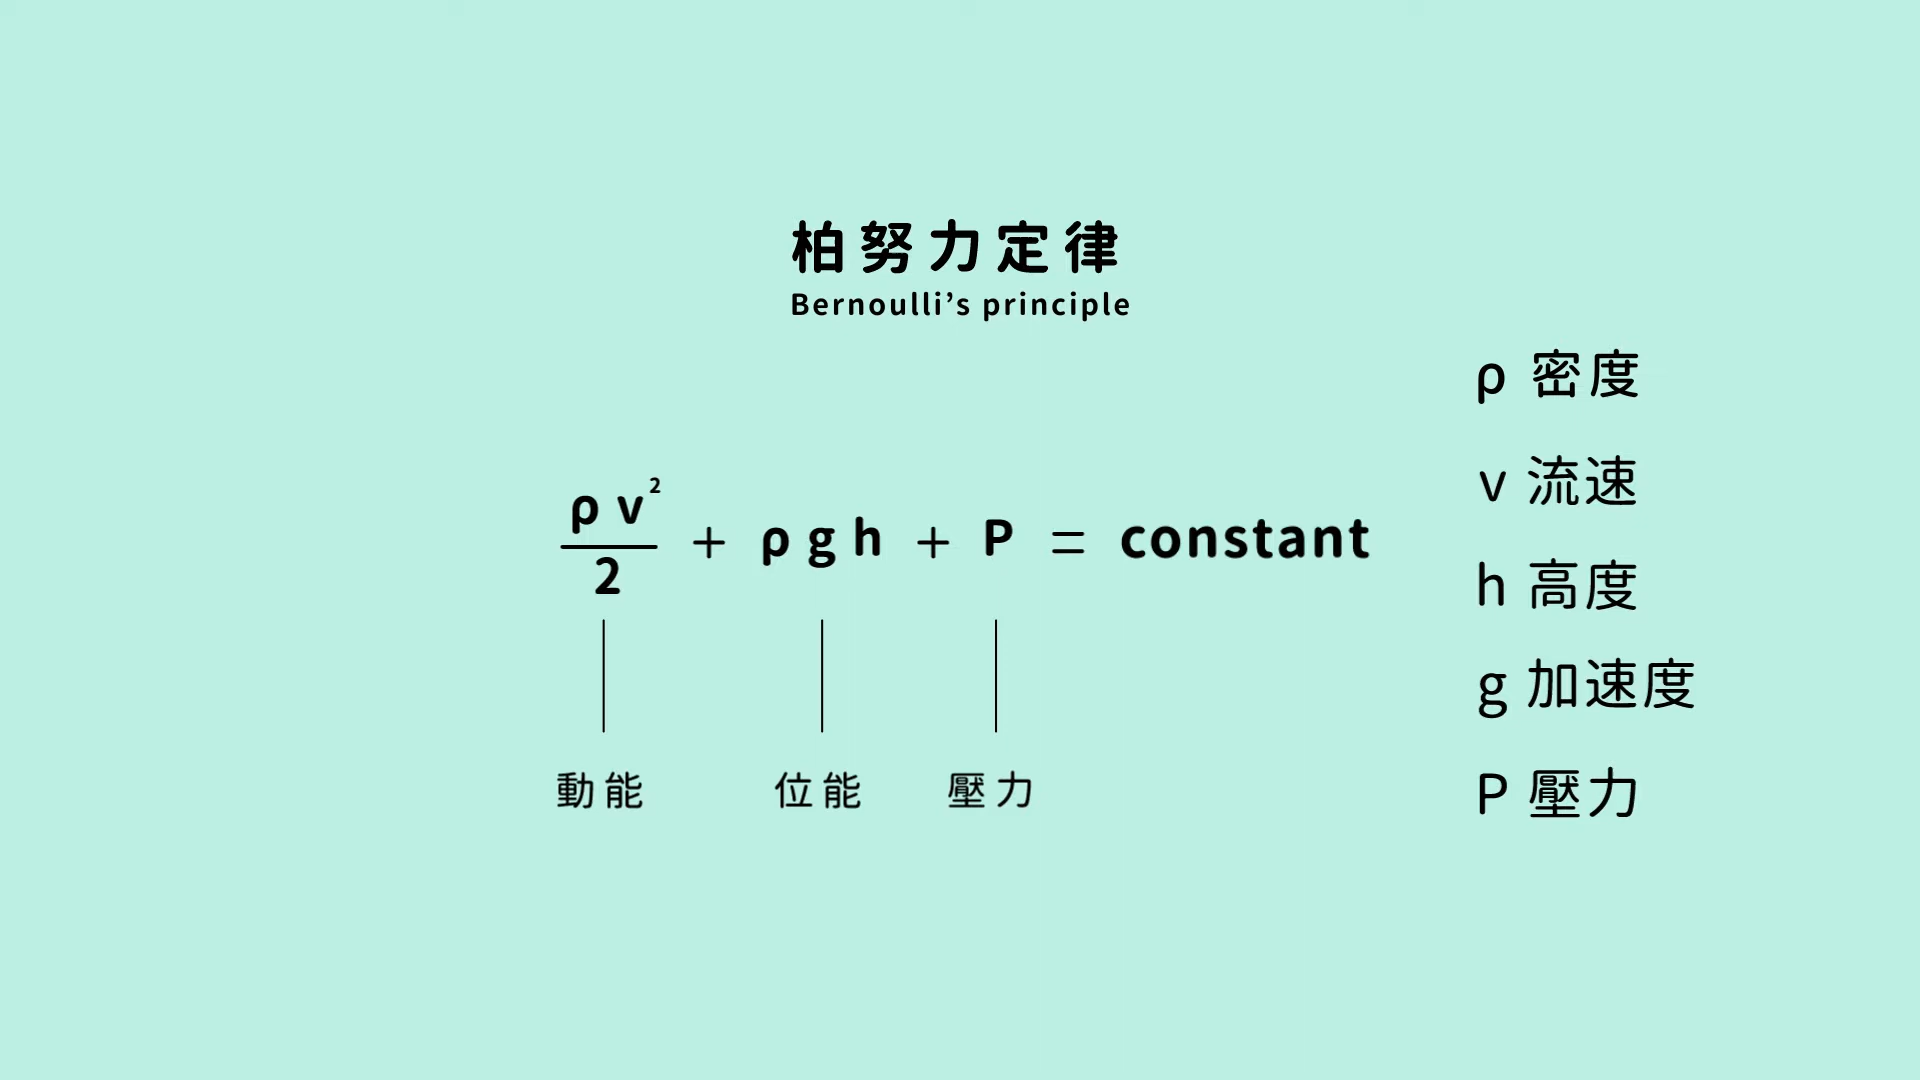 柏努力定律
Bernoulli’s principle
ρ v²
2
+ ρ g h + P = constant
動能
位能
壓力
ρ 密度
v 流速
h 高度
g 加速度
P 壓力